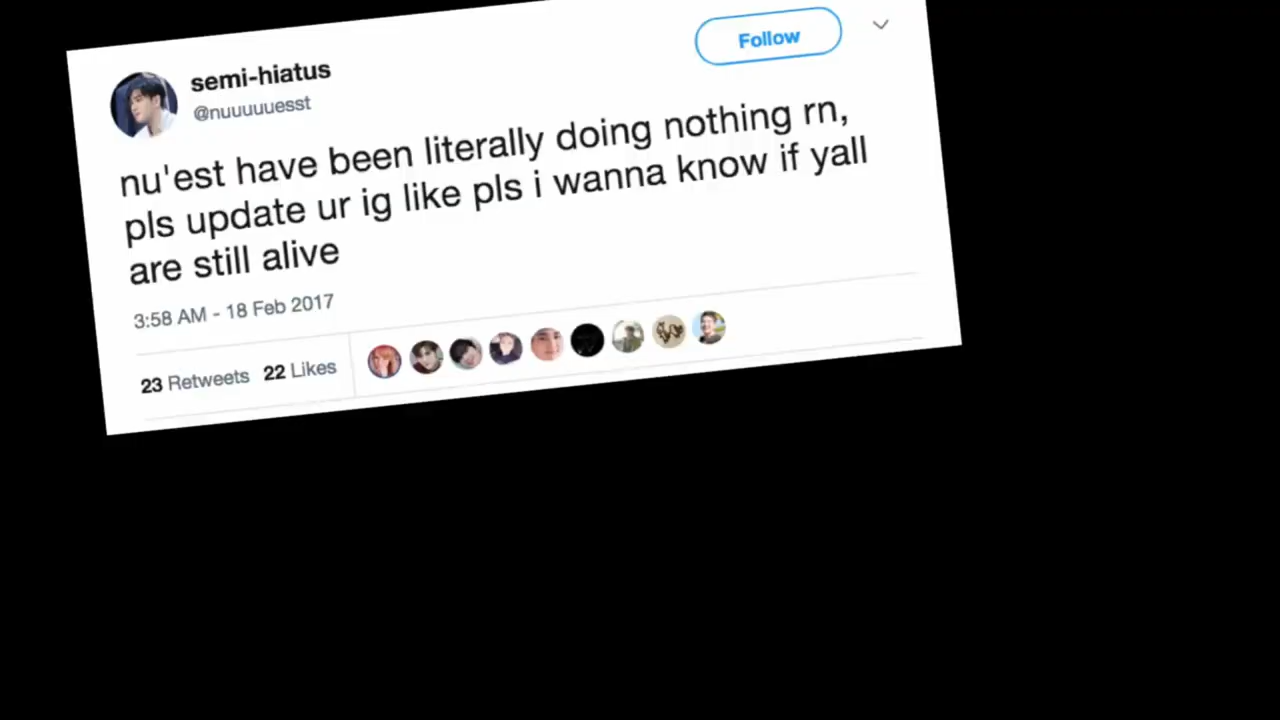 semi-hiatus
@nuuuuuesst
Follow
nu'est have been literally doing nothing rn,
pls update ur ig like pls i wanna know if yall
are still alive
3:58 AM - 18 Feb 2017
23 Retweets 22 Likes